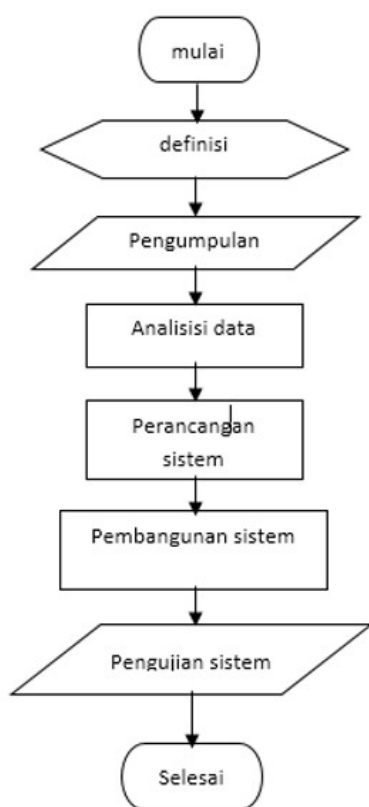 mulai
definisi
Pengumpulan
Analisisi data
Perancangan
sistem
Pembangunan sistem
Pengujian sistem
Selesai